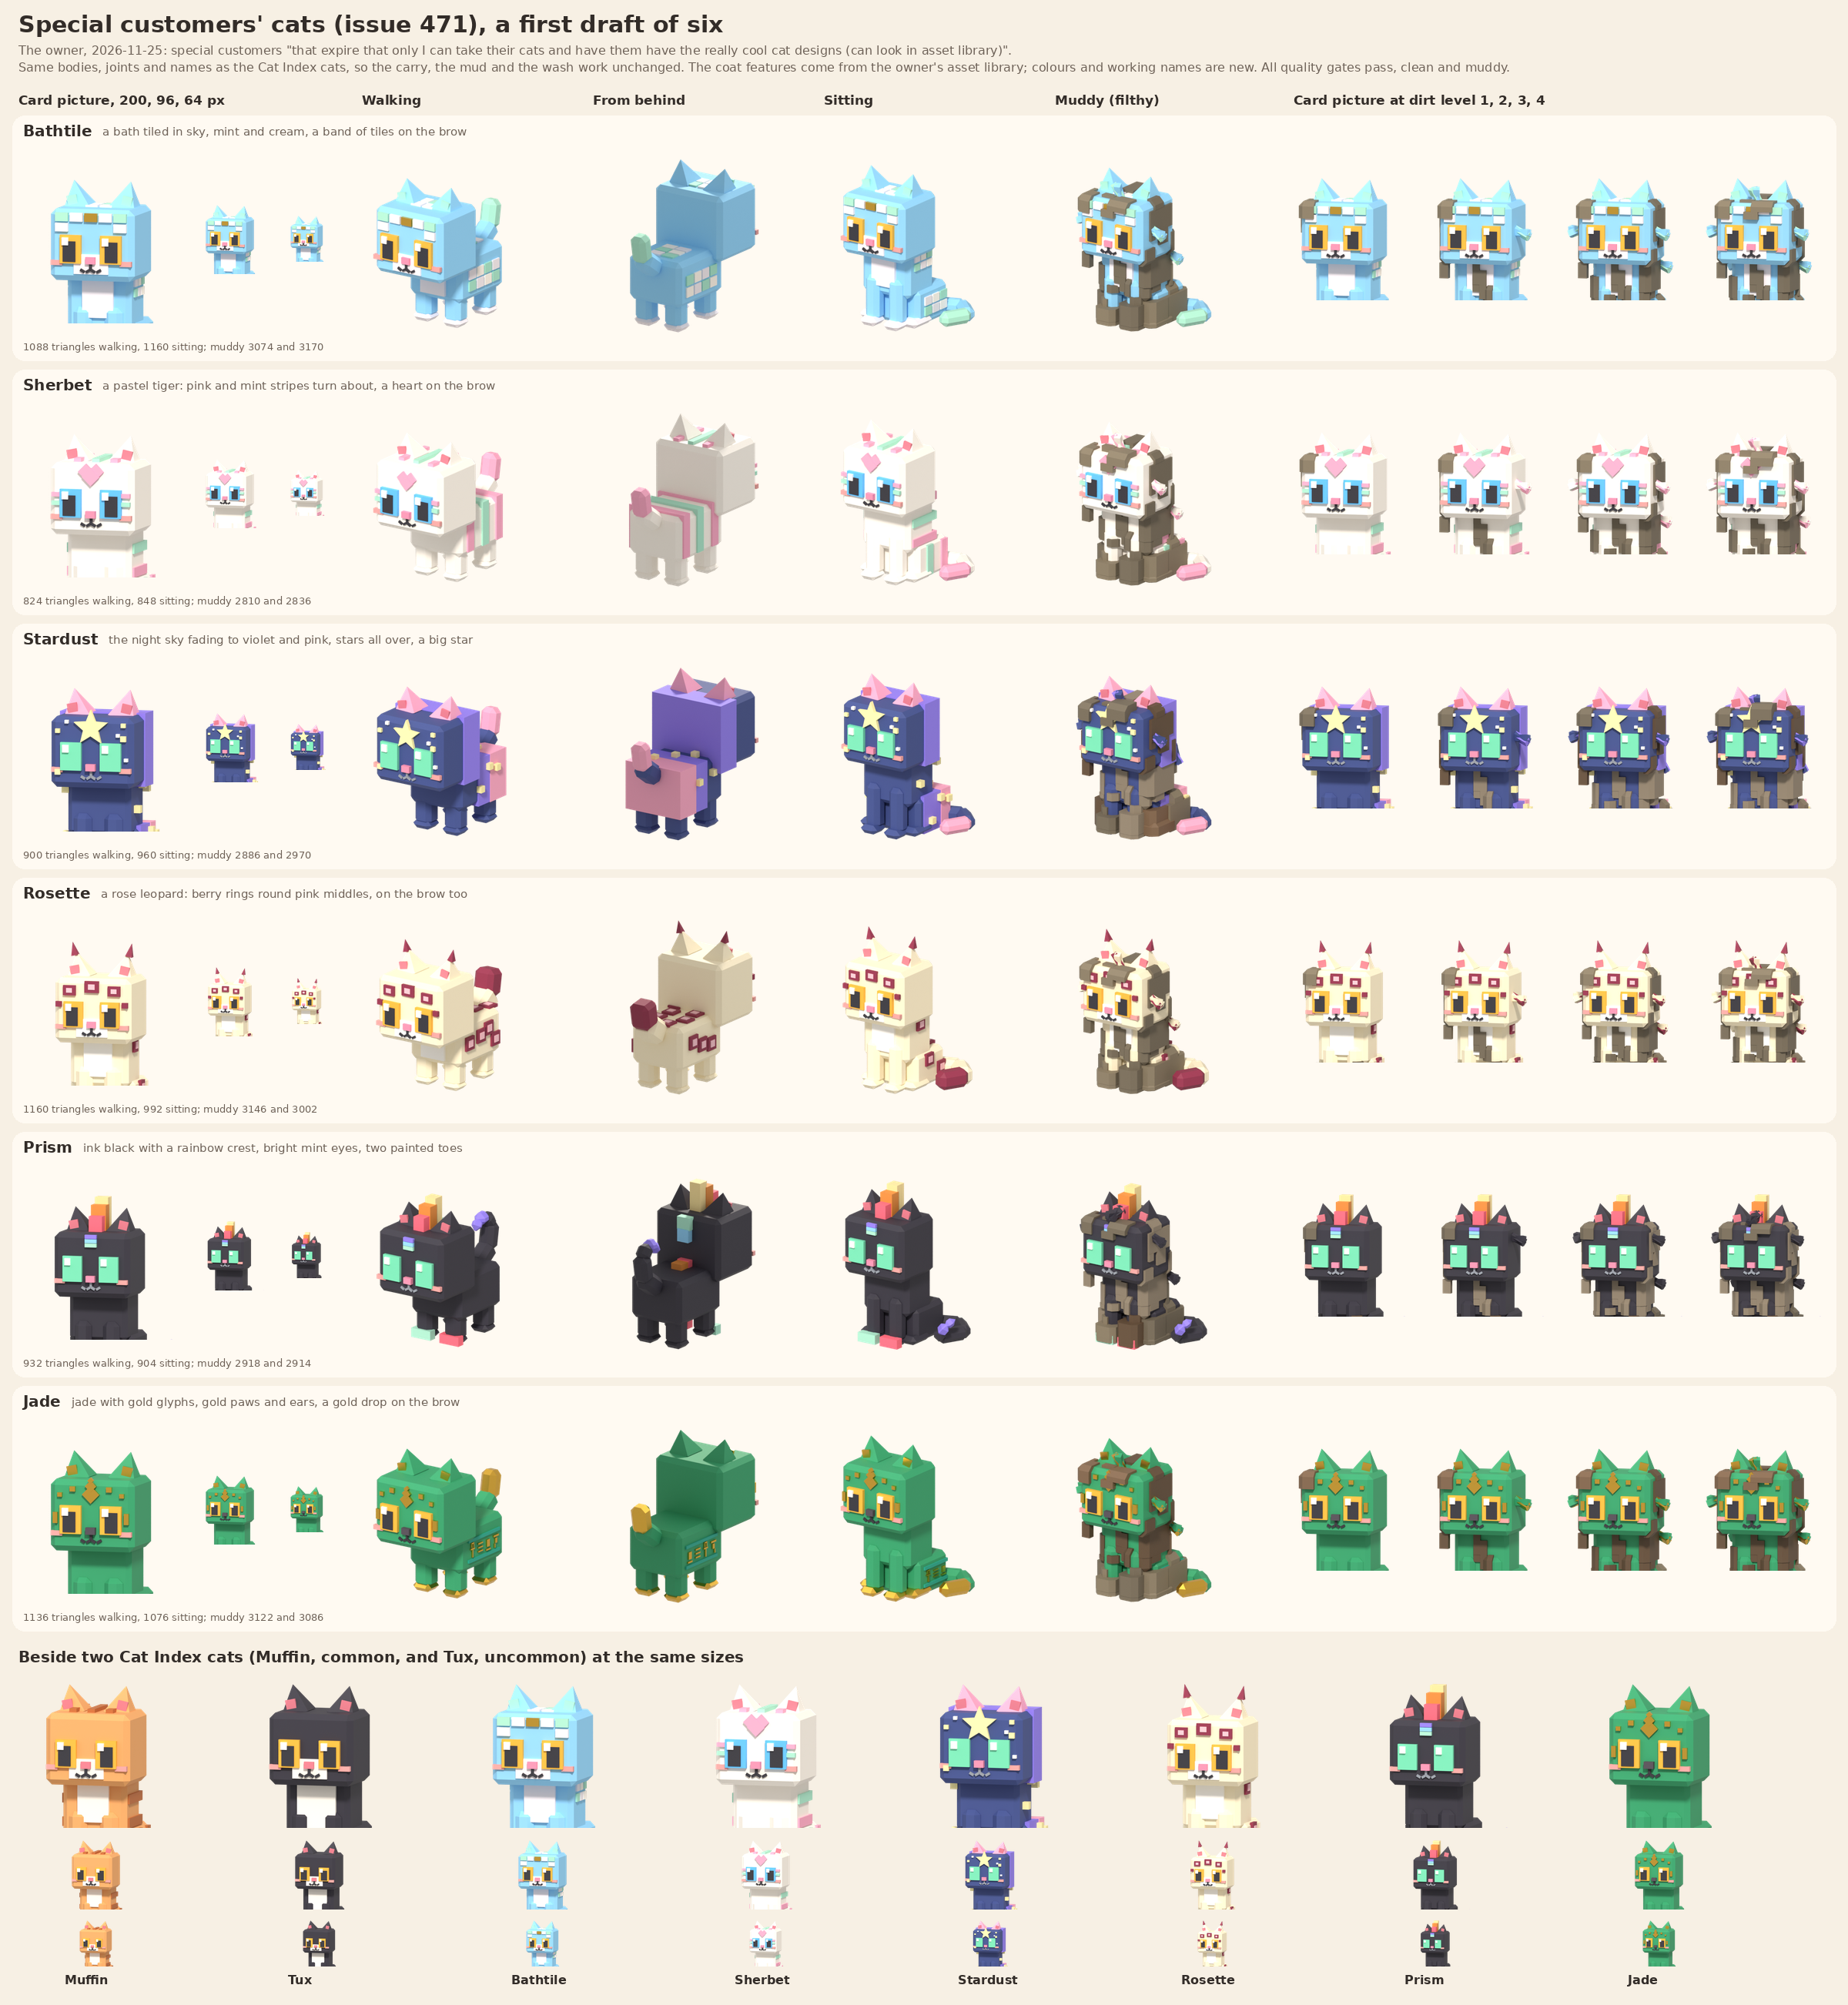 Special customers' cats (issue 471), a first draft of six
The owner, 2026-11-25: special customers "that expire that only I can take their cats and have them have the really cool cat designs (can look in asset library)".
Same bodies, joints and names as the Cat Index cats, so the carry, the mud and the wash work unchanged. The coat features come from the owner's asset library; colours and working names are new. All quality gates pass, clean and muddy.
Card picture, 200, 96, 64 px Walking From behind Sitting Muddy (filthy) Card picture at dirt level 1, 2, 3, 4
Bathtile a bath tiled in sky, mint and cream, a band of tiles on the brow
1088 triangles walking, 1160 sitting; muddy 3074 and 3170
Sherbet a pastel tiger: pink and mint stripes turn about, a heart on the brow
824 triangles walking, 848 sitting; muddy 2810 and 2836
Stardust the night sky fading to violet and pink, stars all over, a big star
900 triangles walking, 960 sitting; muddy 2886 and 2970
Rosette a rose leopard: berry rings round pink middles, on the brow too
1160 triangles walking, 992 sitting; muddy 3146 and 3002
Prism ink black with a rainbow crest, bright mint eyes, two painted toes
932 triangles walking, 904 sitting; muddy 2918 and 2914
Jade jade with gold glyphs, gold paws and ears, a gold drop on the brow
1136 triangles walking, 1076 sitting; muddy 3122 and 3086
Beside two Cat Index cats (Muffin, common, and Tux, uncommon) at the same sizes
Muffin Tux Bathtile Sherbet Stardust Rosette Prism Jade